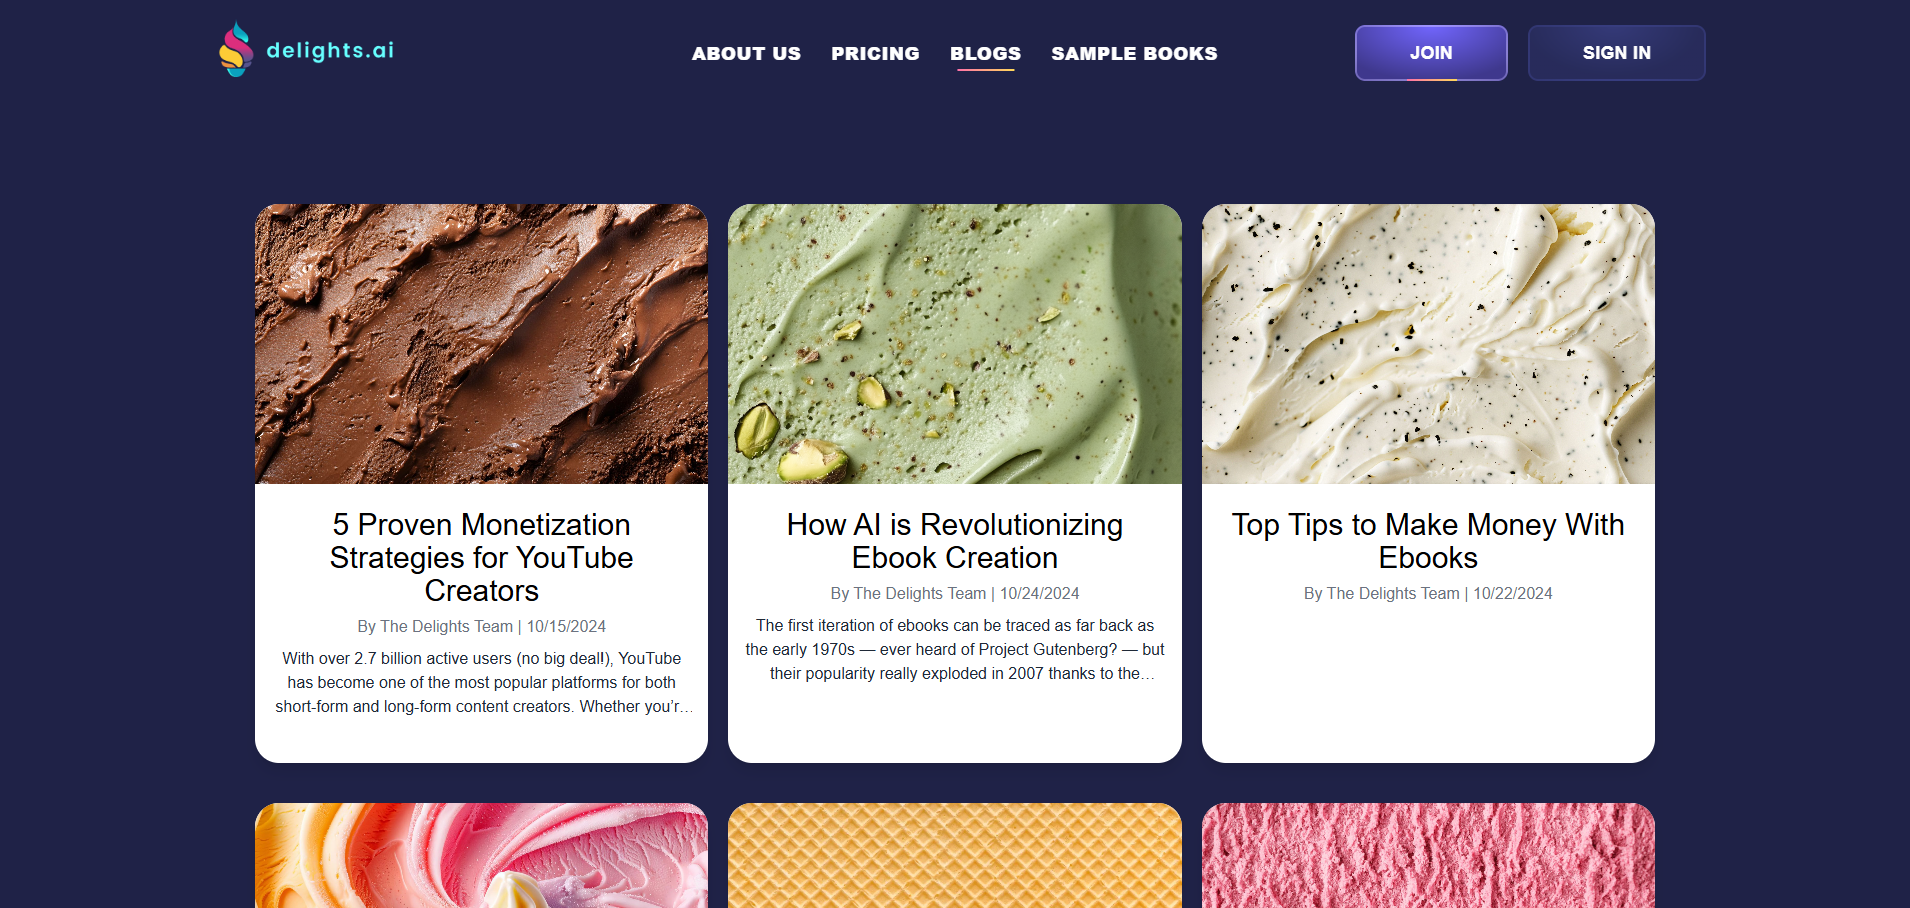 delights.ai
ABOUT US
PRICING
BLOGS
SAMPLE BOOKS
JOIN
SIGN IN
5 Proven Monetization
Strategies for YouTube
Creators
By The Delights Team | 10/15/2024
With over 2.7 billion active users (no big deal!), YouTube
has become one of the most popular platforms for both
short-form and long-form content creators. Whether you'r…
How AI is Revolutionizing
Ebook Creation
By The Delights Team | 10/24/2024
The first iteration of ebooks can be traced as far back as
the early 1970s — ever heard of Project Gutenberg? — but
their popularity really exploded in 2007 thanks to the…
Top Tips to Make Money With
Ebooks
By The Delights Team | 10/22/2024